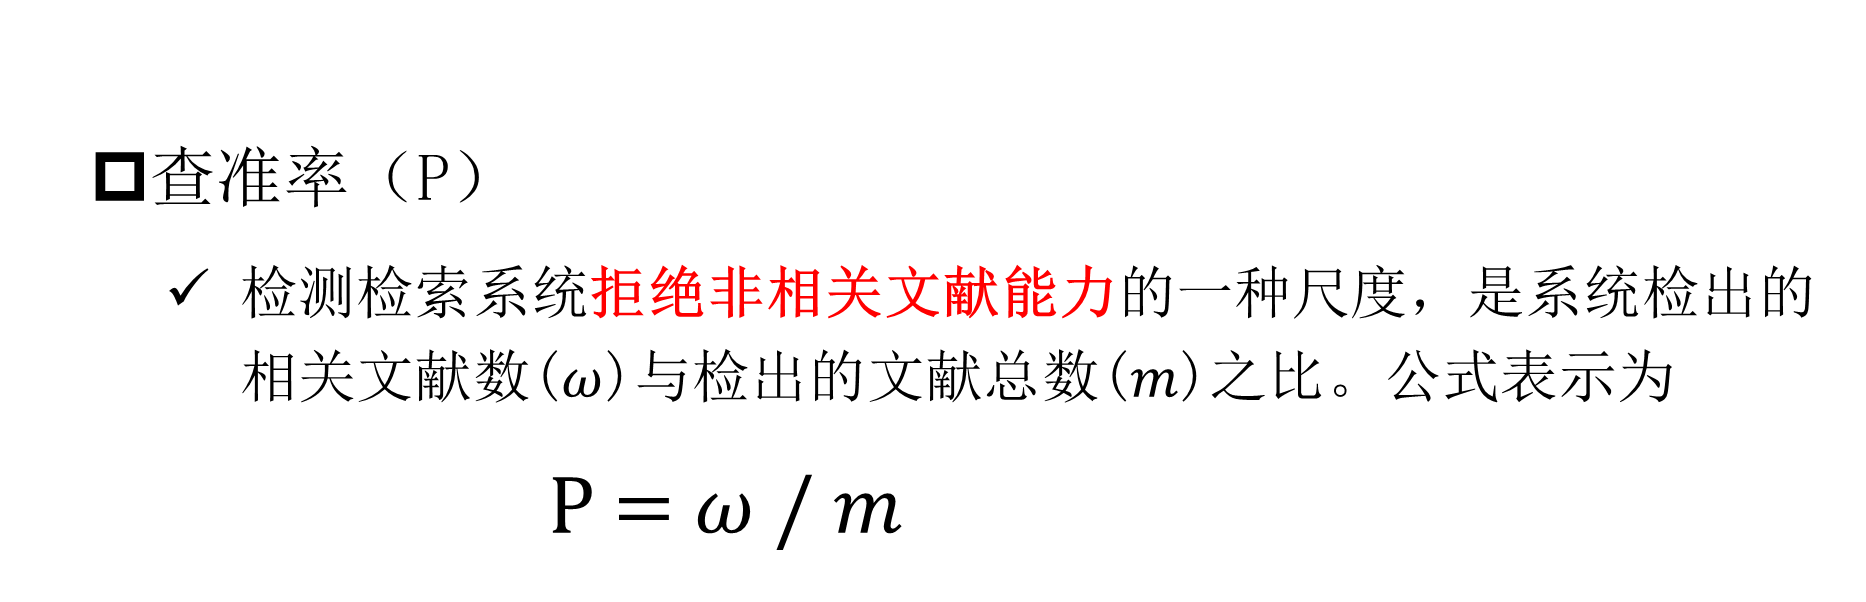 查准率（P）
检测检索系统拒绝非相关文献能力的一种尺度，是系统检出的
相关文献数(ω)与检出的文献总数(m)之比。公式表示为
P = ω / m